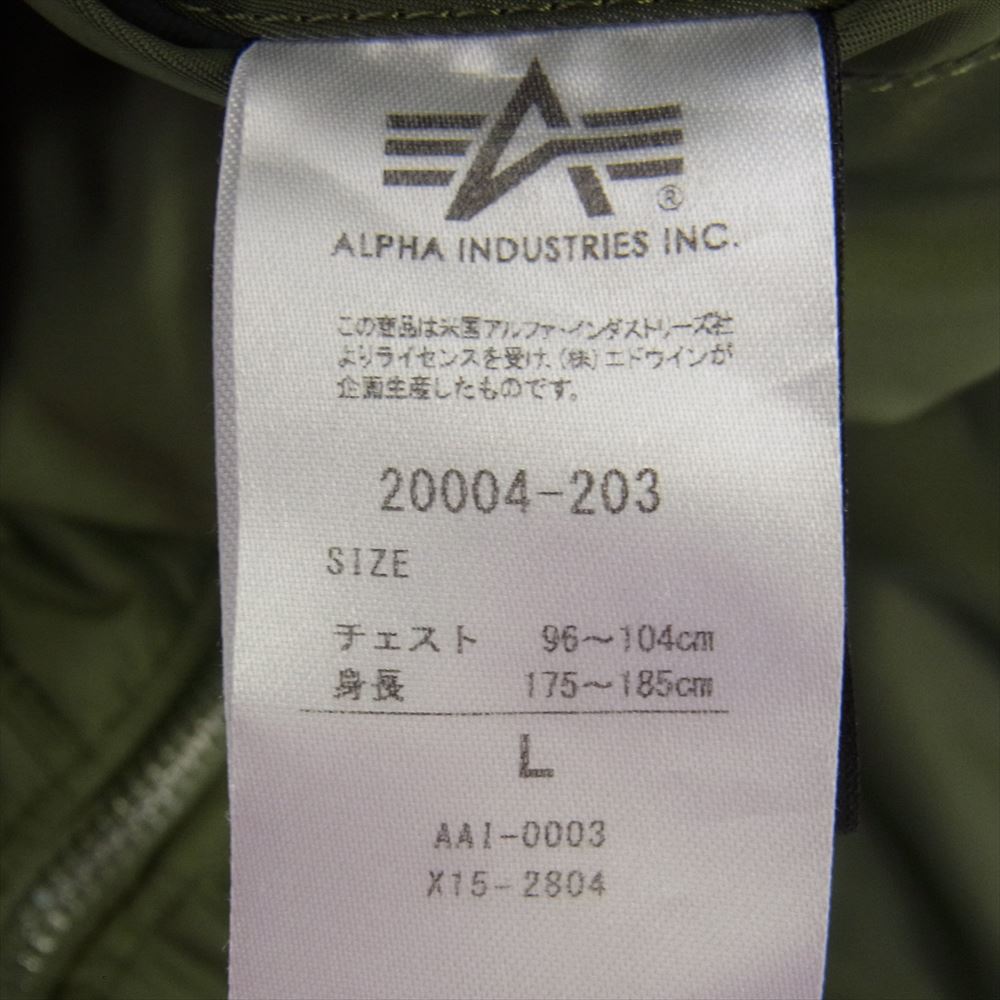 ®
ALPHA INDUSTRIES INC.
この商品は米国アルファ・インダストリーズ社
よりライセンスを受け、(株)エドウインが
企画生産したものです。
20004-203
SIZE
チェスト 96～104cm
身長 175～185cm
L
AAI-0003
X15-2804